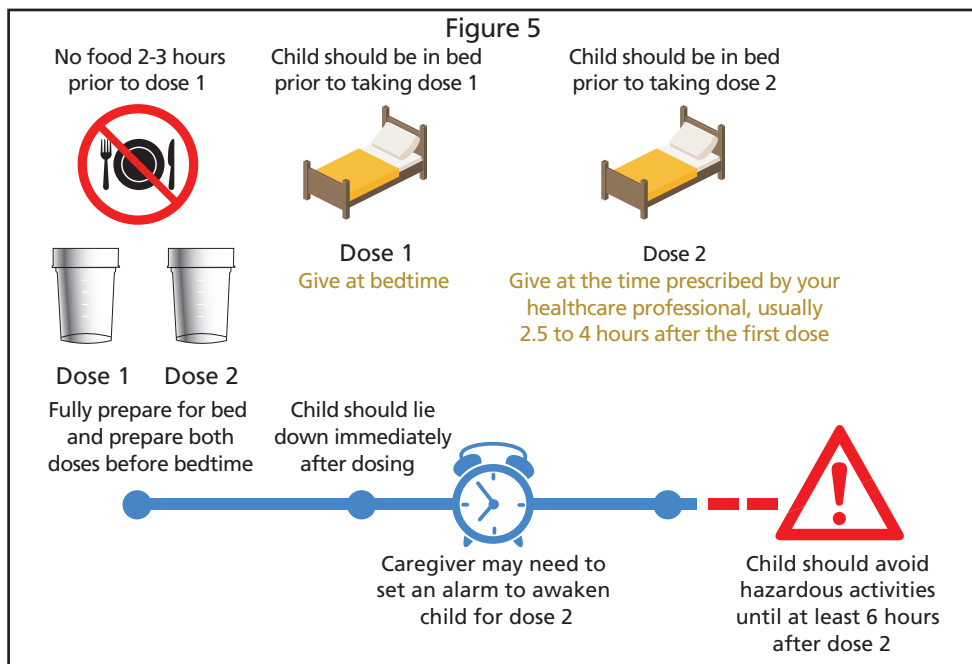 Figure 5
No food 2-3 hours
prior to dose 1
Child should be in bed
prior to taking dose 1
Child should be in bed
prior to taking dose 2
Dose 1
Give at bedtime
Dose 2
Give at the time prescribed by your
healthcare professional, usually
2.5 to 4 hours after the first dose
Dose 1
Dose 2
Fully prepare for bed
and prepare both
doses before bedtime
Child should lie
down immediately
after dosing
Caregiver may need to
set an alarm to awaken
child for dose 2
Child should avoid
hazardous activities
until at least 6 hours
after dose 2